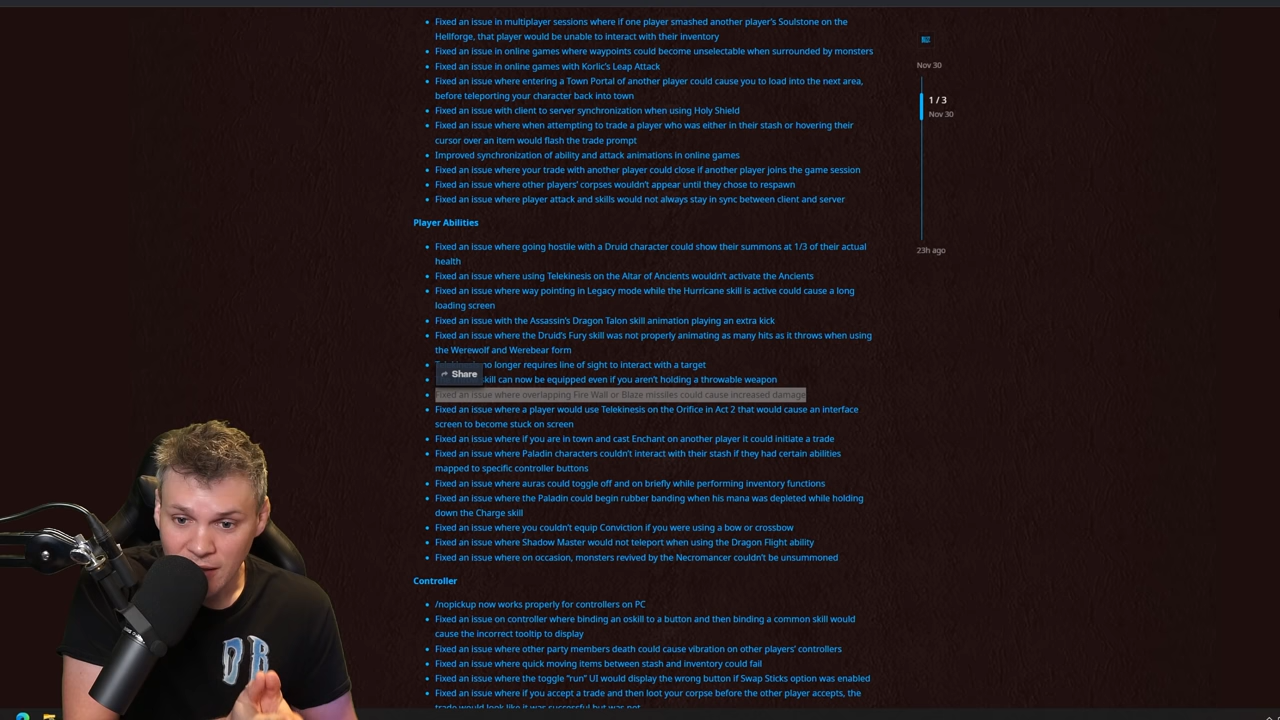 Fixed an issue in multiplayer sessions where if one player smashed another player's Soulstone on the
Hellforge, that player would be unable to interact with their inventory
Fixed an issue in online games where waypoints could become unselectable when surrounded by monsters
Fixed an issue in online games with Korlic's Leap Attack
Fixed an issue where entering a Town Portal of another player could cause you to load into the next area,
before teleporting your character back into town
Fixed an issue with client to server synchronization when using Holy Shield
Fixed an issue where when attempting to trade a player who was either in their stash or hovering their
cursor over an item would flash the trade prompt
Improved synchronization of ability and attack animations in online games
Fixed an issue where your trade with another player could close if another player joins the game session
Fixed an issue where other players' corpses wouldn't appear until they chose to respawn
Fixed an issue where player attack and skills would not always stay in sync between client and server
Player Abilities
Fixed an issue where going hostile with a Druid character could show their summons at 1/3 of their actual
health
Fixed an issue where using Telekinesis on the Altar of Ancients wouldn't activate the Ancients
Fixed an issue where way pointing in Legacy mode while the Hurricane skill is active could cause a long
loading screen
Fixed an issue with the Assassin's Dragon Talon skill animation playing an extra kick
Fixed an issue where the Druid's Fury skill was not properly animating as many hits as it throws when using
the Werewolf and Werebear form
no longer requires line of sight to interact with a target
Share
skill can now be equipped even if you aren't holding a throwable weapon
Fixed an issue where overlapping Fire Wall or Blaze missiles could cause increased damage
Fixed an issue where a player would use Telekinesis on the Orifice in Act 2 that would cause an interface
screen to become stuck on screen
Fixed an issue where if you are in town and cast Enchant on another player it could initiate a trade
Fixed an issue where Paladin characters couldn't interact with their stash if they had certain abilities
mapped to specific controller buttons
Fixed an issue where auras could toggle off and on briefly while performing inventory functions
Fixed an issue where the Paladin could begin rubber banding when his mana was depleted while holding
down the Charge skill
Fixed an issue where you couldn't equip Conviction if you were using a bow or crossbow
Fixed an issue where Shadow Master would not teleport when using the Dragon Flight ability
Fixed an issue where on occasion, monsters revived by the Necromancer couldn't be unsummoned
Controller
/nopickup now works properly for controllers on PC
Fixed an issue on controller where binding an oskill to a button and then binding a common skill would
cause the incorrect tooltip to display
Fixed an issue where other party members death could cause vibration on other players' controllers
Fixed an issue where quick moving items between stash and inventory could fail
Fixed an issue where the toggle "run" UI would display the wrong button if Swap Sticks option was enabled
Fixed an issue where if you accept a trade and then loot your corpse before the other player accepts, the
trade would look like it was successful but was not
Nov 30
1 / 3
Nov 30
23h ago